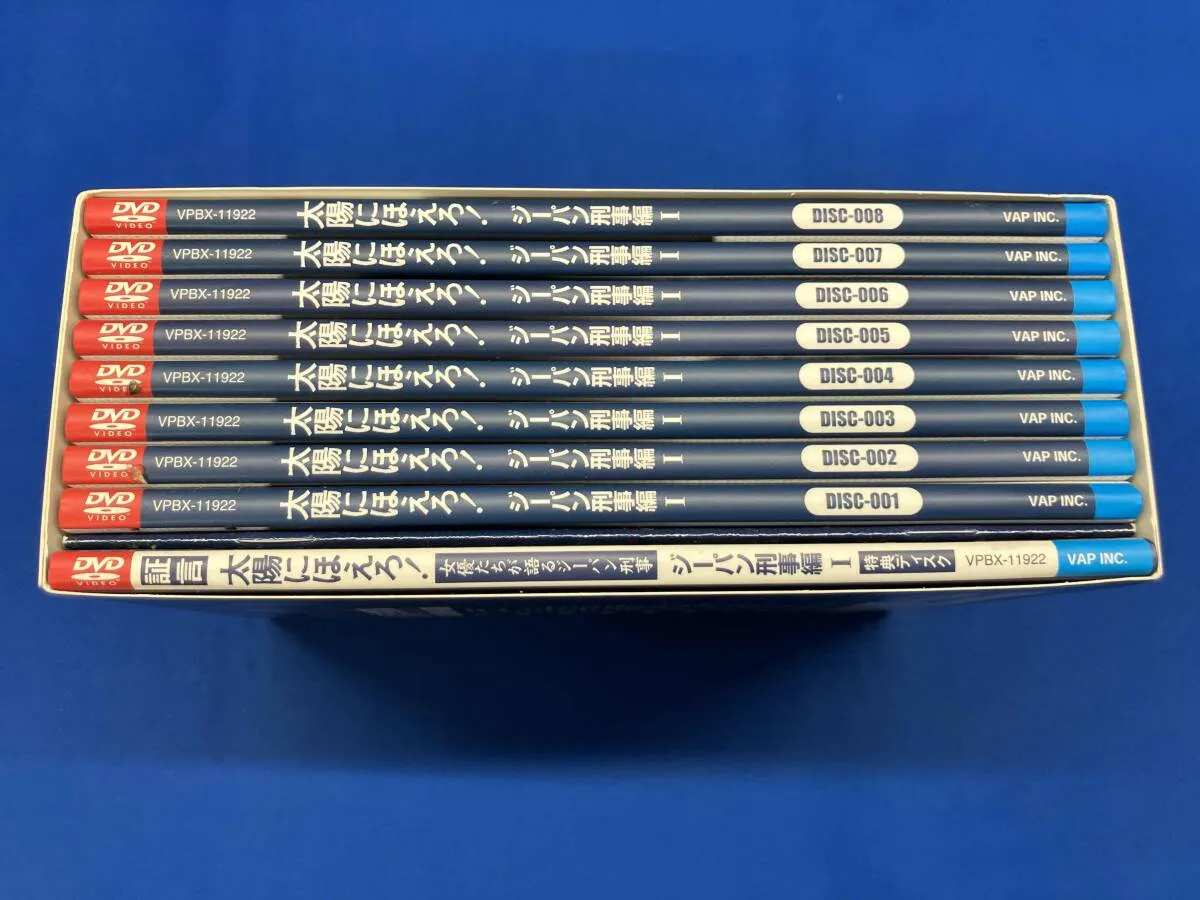 DVD VIDEO VPBX-11922 太陽にほえろ! ジーパン刑事編 I DISC-008 VAP INC.
DVD VIDEO VPBX-11922 太陽にほえろ! ジーパン刑事編 I DISC-007 VAP INC.
DVD VIDEO VPBX-11922 太陽にほえろ! ジーパン刑事編 I DISC-006 VAP INC.
DVD VIDEO VPBX-11922 太陽にほえろ! ジーパン刑事編 I DISC-005 VAP INC.
DVD VIDEO VPBX-11922 太陽にほえろ! ジーパン刑事編 I DISC-004 VAP INC.
DVD VIDEO VPBX-11922 太陽にほえろ! ジーパン刑事編 I DISC-003 VAP INC.
DVD VIDEO VPBX-11922 太陽にほえろ! ジーパン刑事編 I DISC-002 VAP INC.
DVD VIDEO VPBX-11922 太陽にほえろ! ジーパン刑事編 I DISC-001 VAP INC.
DVD VIDEO 証言 太陽にほえろ! 女優たちが語るジーパン刑事 ジーパン刑事編 I 特典ディスク VPBX-11922 VAP INC.